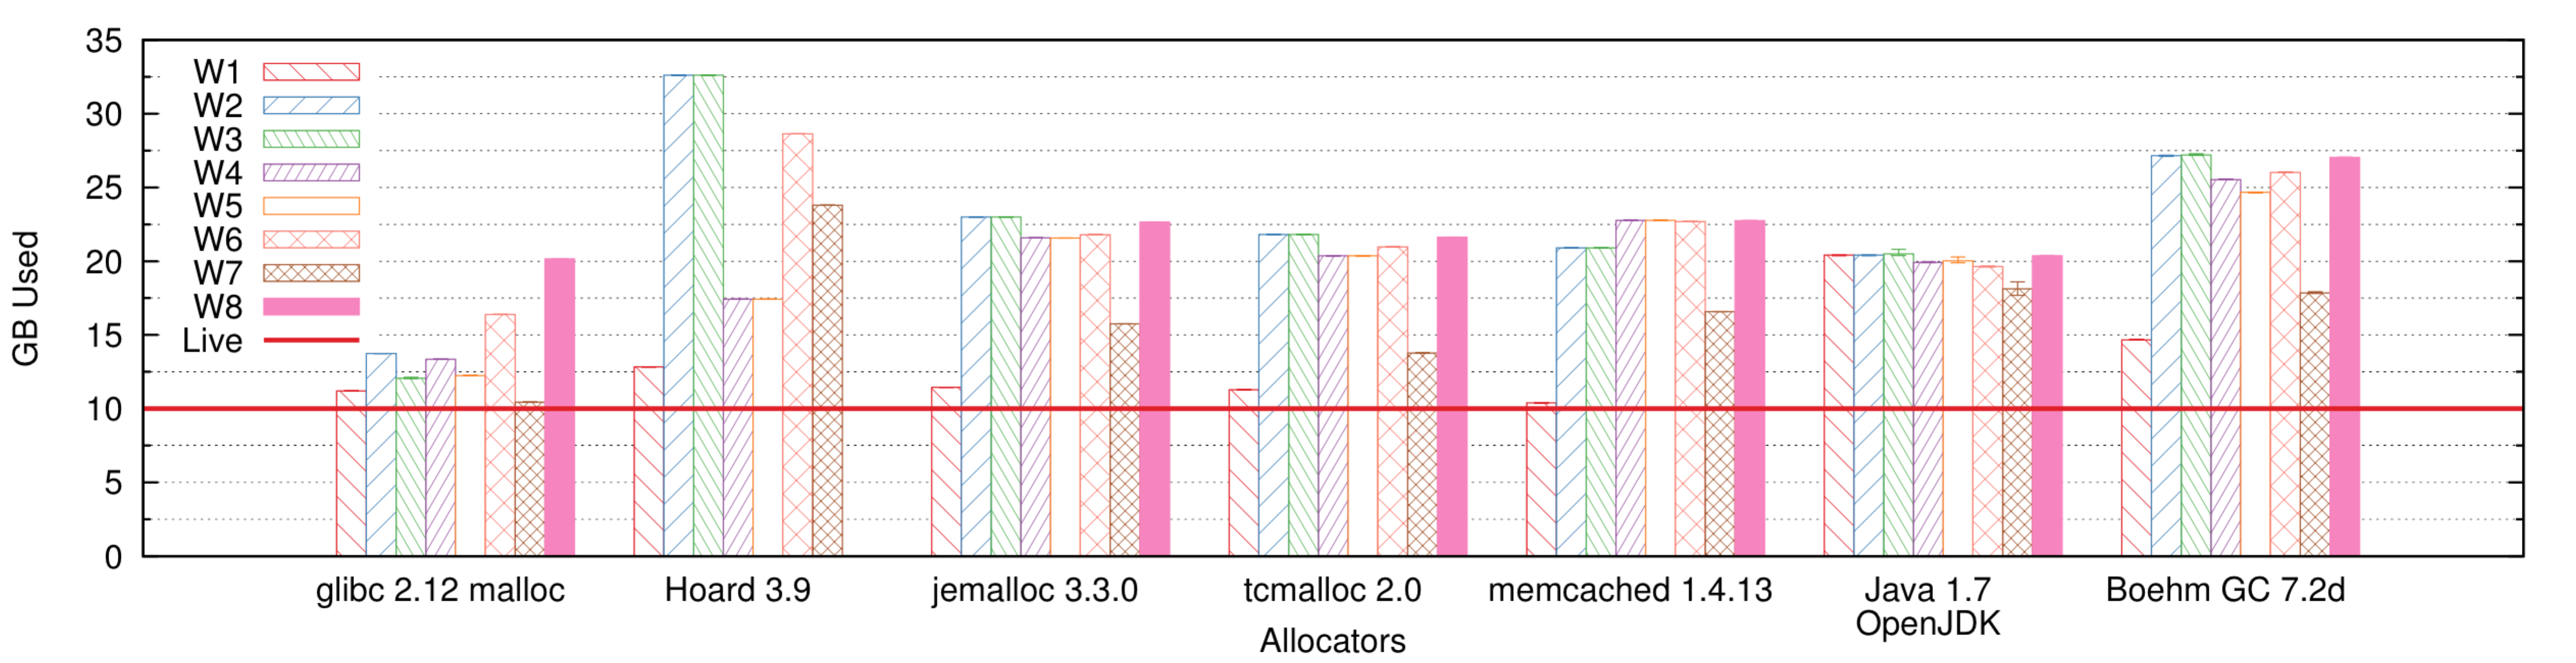 35
30
25
20
15
10
5
0
GB Used
W1
W2
W3
W4
W5
W6
W7
W8
Live
glibc 2.12 malloc
Hoard 3.9
jemalloc 3.3.0
tcmalloc 2.0
memcached 1.4.13
Java 1.7
OpenJDK
Boehm GC 7.2d
Allocators